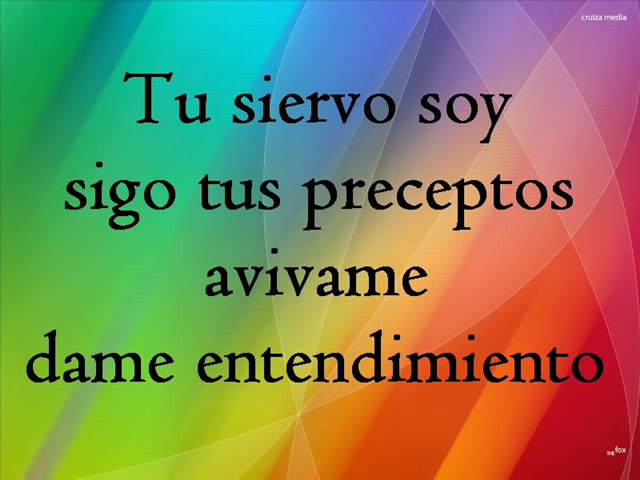 cruiza media
Tu siervo soy
sigo tus preceptos
avivame
dame entendimiento
THE fox